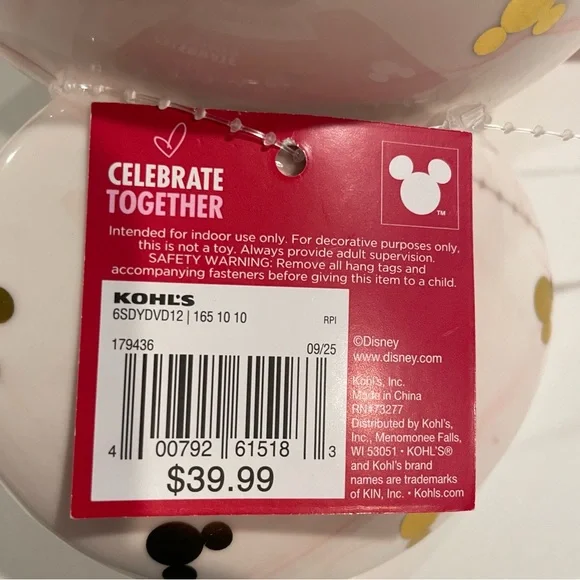 CELEBRATE
TOGETHER
TM
Intended for indoor use only. For decorative purposes only,
this is not a toy. Always provide adult supervision.
SAFETY WARNING: Remove all hang tags and
accompanying fasteners before giving this item to a child.
KOHL'S
6SDYDVD12 | 165 10 10 RPI
179436 09/25
4 00792 61518 3
$39.99
©Disney
www.disney.com
Kohl's, Inc.
Made in China
RN#73277
Distributed by Kohl's,
Inc., Menomonee Falls,
WI 53051 • KOHL'S®
and Kohl's brand
names are trademarks
of KIN, Inc. • Kohls.com